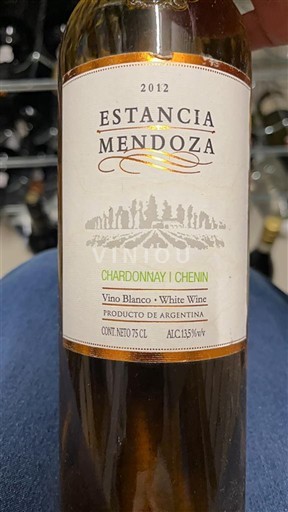 2012
ESTANCIA
MENDOZA
VINIOU
CHARDONNAY | CHENIN
Vino Blanco • White Wine
PRODUCTO DE ARGENTINA
CONT. NETO 75 CL ALC. 13,5%v/v